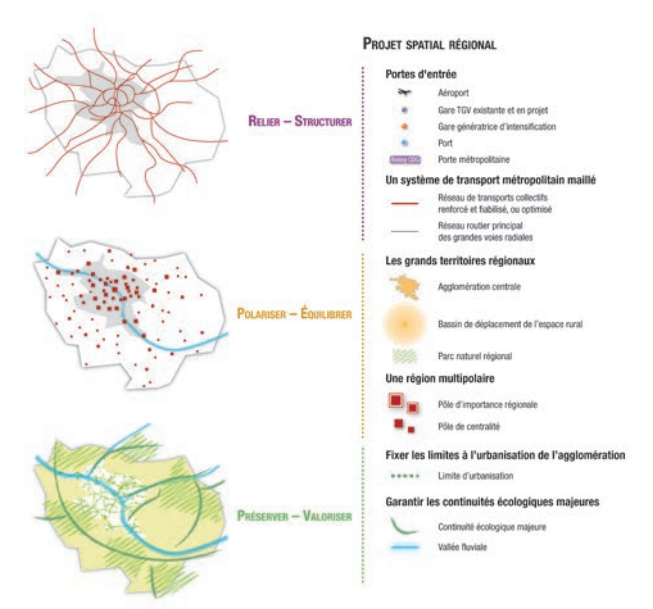 PROJET SPATIAL RÉGIONAL
RELIER – STRUCTURER
Portes d'entrée
Aéroport
Gare TGV existante et en projet
Gare génératrice d'intensification
Port
Porte métropolitaine
Un système de transport métropolitain maillé
Réseau de transports collectifs
renforcé et fiabilisé, ou optimisé
Réseau routier principal
des grandes voies radiales
POLARISER – ÉQUILIBRER
Les grands territoires régionaux
Agglomération centrale
Bassin de déplacement de l'espace rural
Parc naturel régional
Une région multipolaire
Pôle d'importance régionale
Pôle de centralité
PRÉSERVER – VALORISER
Fixer les limites à l'urbanisation de l'agglomération
Limite d'urbanisation
Garantir les continuités écologiques majeures
Continuité écologique majeure
Vallée fluviale